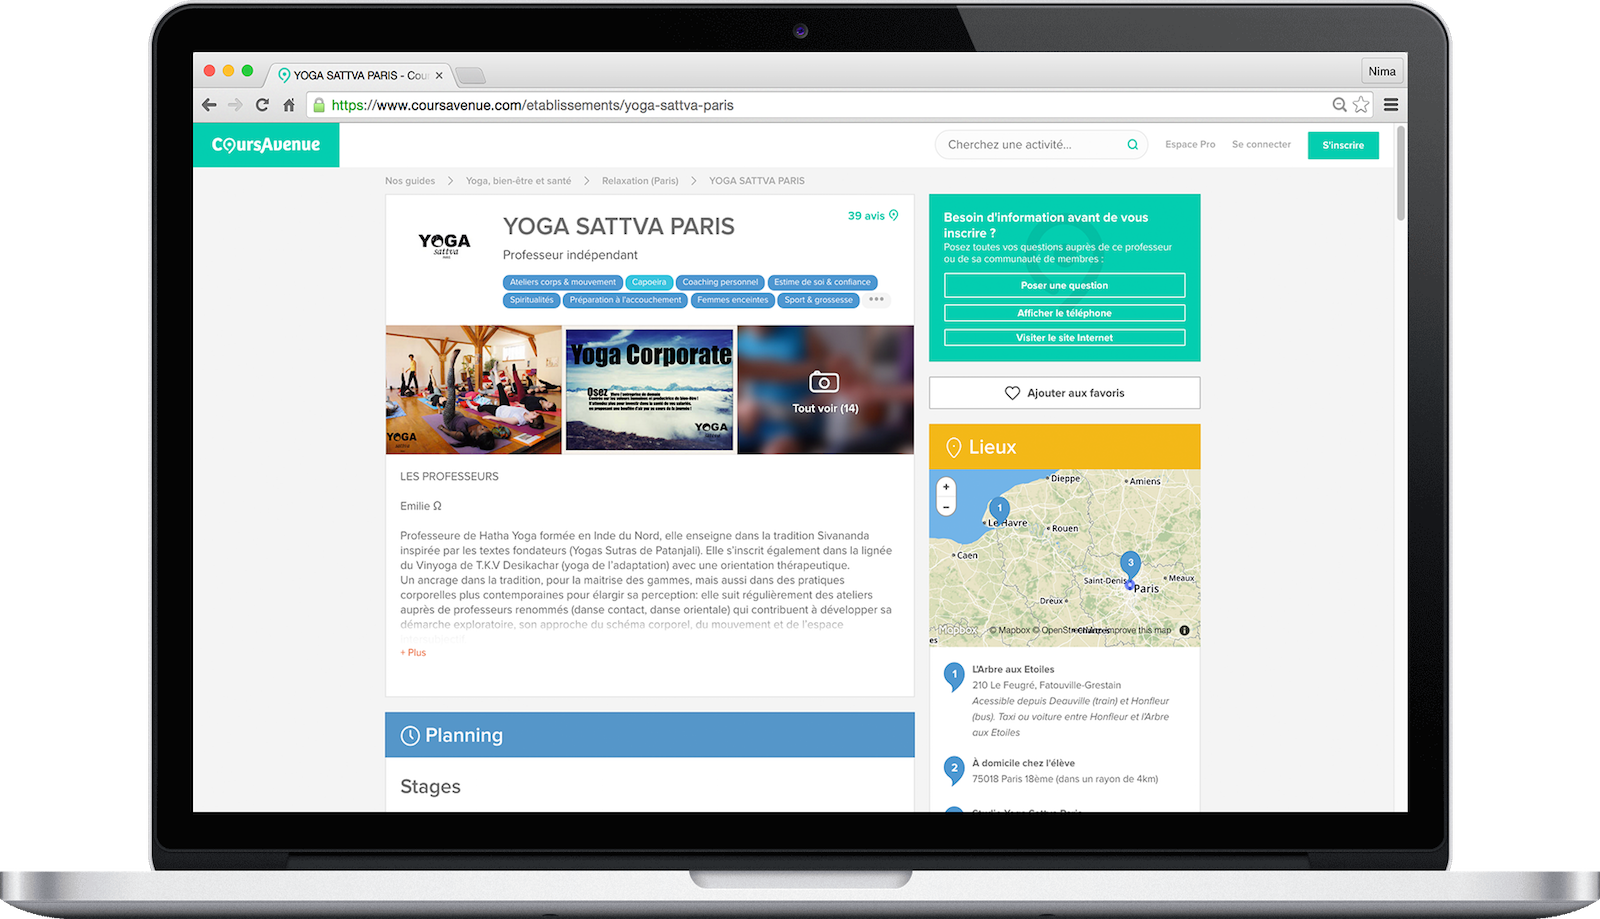 YOGA SATTVA PARIS - Cou
Nima
https://www.coursavenue.com/etablissements/yoga-sattva-paris
CoursAvenue
Cherchez une activité...
Espace Pro
Se connecter
S'inscrire
Nos guides > Yoga, bien-être et santé > Relaxation (Paris) > YOGA SATTVA PARIS
YOGA
sattva
YOGA SATTVA PARIS
39 avis
Professeur indépendant
Ateliers corps & mouvement Capoeira Coaching personnel Estime de soi & confiance
Spiritualités Préparation à l'accouchement Femmes enceintes Sport & grossesse •••
YOGA
Yoga Corporate
Osez
YOGA
Tout voir (14)
LES PROFESSEURS
Emilie Ω
Professeure de Hatha Yoga formée en Inde du Nord, elle enseigne dans la tradition Sivananda
inspirée par les textes fondateurs (Yogas Sutras de Patanjali). Elle s'inscrit également dans la lignée
du Vinyoga de T.K.V Desikachar (yoga de l'adaptation) avec une orientation thérapeutique.
Un ancrage dans la tradition, pour la maitrise des gammes, mais aussi dans des pratiques
corporelles plus contemporaines pour élargir sa perception: elle suit régulièrement des ateliers
auprès de professeurs renommés (danse contact, danse orientale) qui contribuent à développer sa
démarche exploratoire, son approche du schéma corporel, du mouvement et de l'espace
+ Plus
Planning
Stages
Besoin d'information avant de vous
inscrire ?
Posez toutes vos questions auprès de ce professeur
ou de sa communauté de membres :
Poser une question
Afficher le téléphone
Visiter le site Internet
Ajouter aux favoris
Lieux
+
-
Dieppe
Amiens
1
Le Havre
Rouen
Caen
3
Saint-Denis
Meaux
Paris
Dreux
Chartres
es
Mapbox
© Mapbox © OpenStreetMap Improve this map
1
L'Arbre aux Etoiles
210 Le Feugré, Fatouville-Grestain
Acessible depuis Deauville (train) et Honfleur
(bus). Taxi ou voiture entre Honfleur et l'Arbre
aux Etoiles
2
À domicile chez l'élève
75018 Paris 18ème (dans un rayon de 4km)
Studio Yoga Sattva Paris